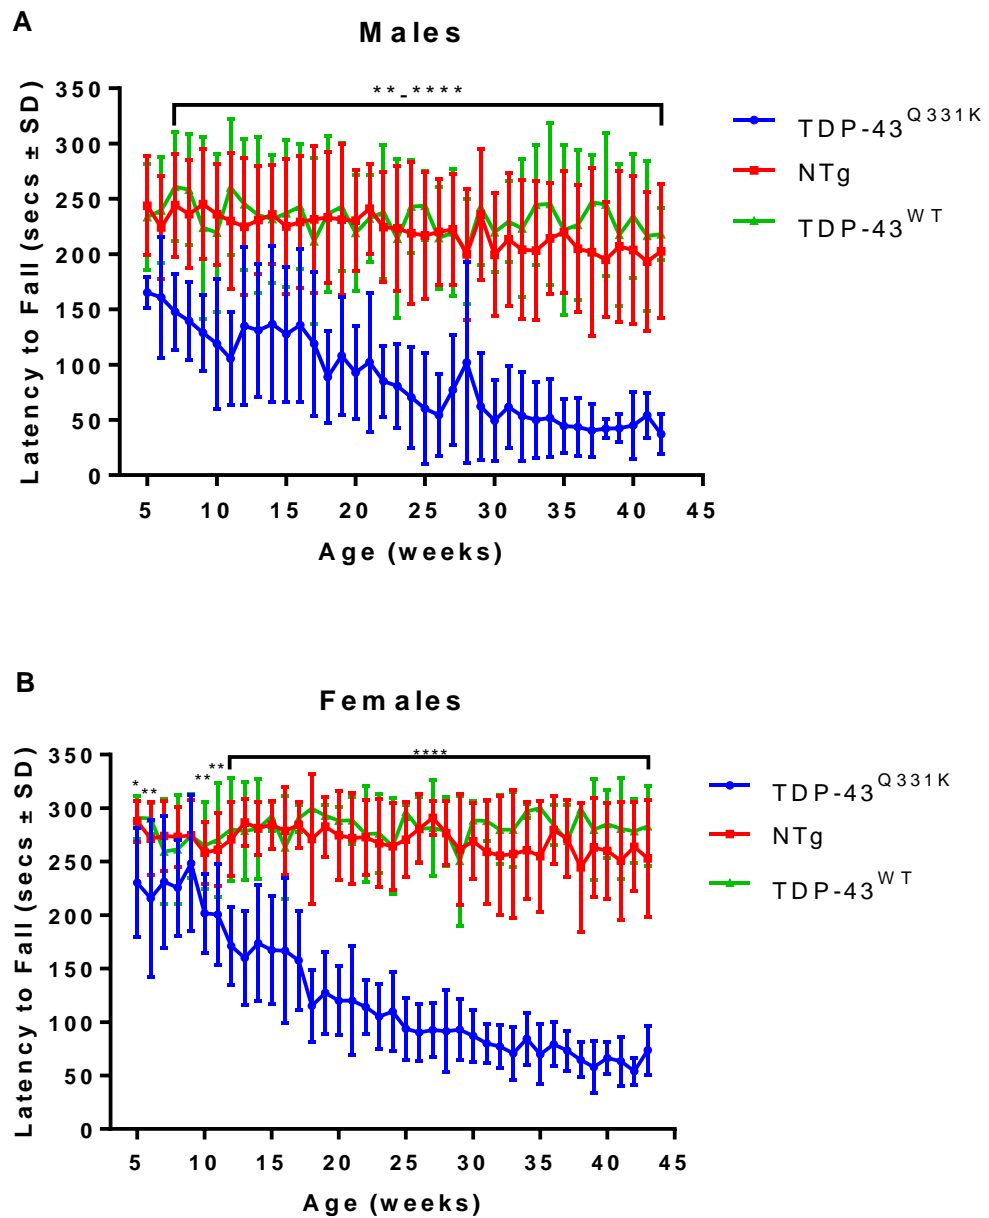 A
Males
Latency to Fall (secs ± SD)
350
300
250
200
150
100
50
0
**-****
5 10 15 20 25 30 35 40 45
Age (weeks)
TDP-43Q331K
NTg
TDP-43WT
B
Females
Latency to Fall (secs ± SD)
350
300
250
200
150
100
50
0
*
**
**
**
****
5 10 15 20 25 30 35 40 45
Age (weeks)
TDP-43Q331K
NTg
TDP-43WT